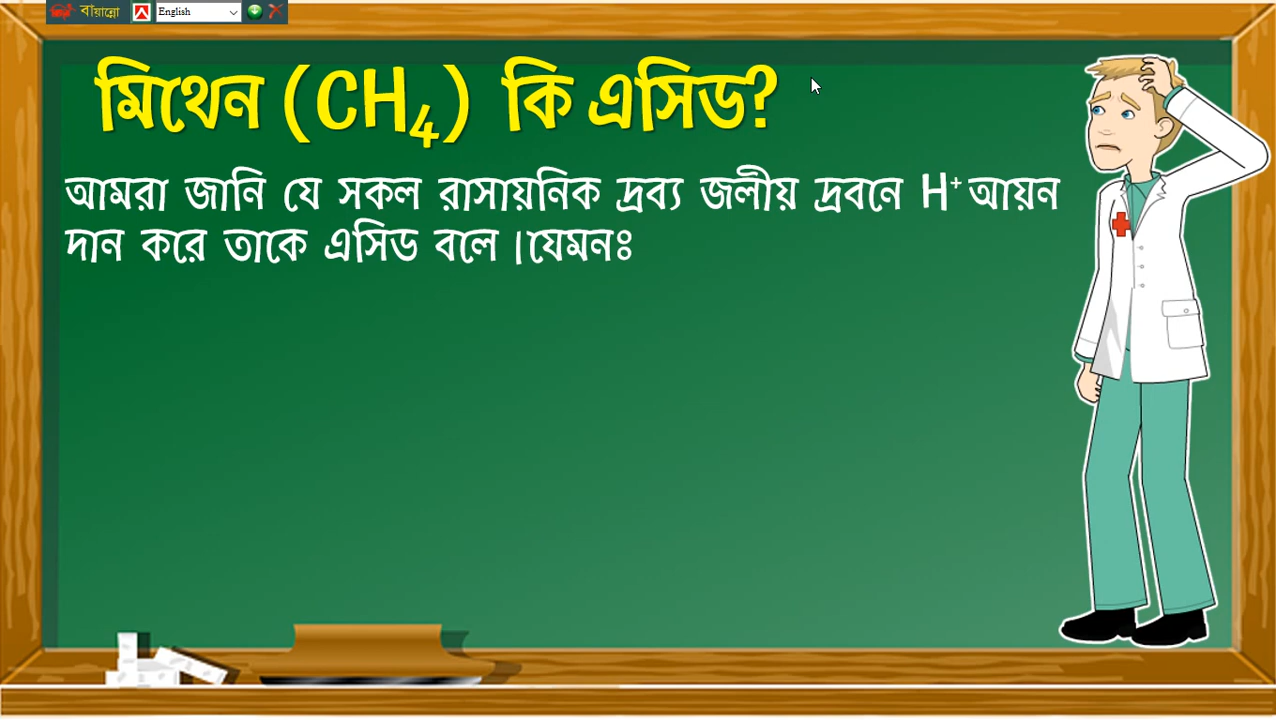 বায়ান্নো
English
মিথেন (CH₄) কি এসিড?
আমরা জানি যে সকল রাসায়নিক দ্রব্য জলীয় দ্রবনে H⁺ আয়ন
দান করে তাকে এসিড বলে ।যেমনঃ